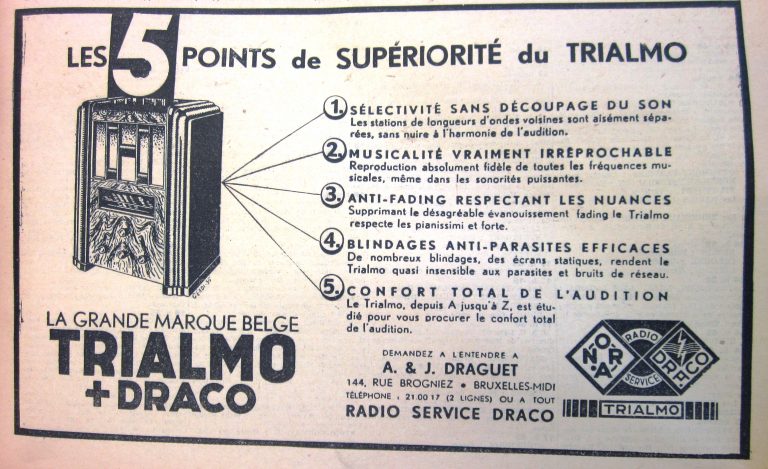 LES 5 POINTS de SUPÉRIORITÉ du TRIALMO
1. SÉLECTIVITÉ SANS DÉCOUPAGE DU SON
Les stations de longueurs d'ondes voisines sont aisément sépa-
rées, sans nuire à l'harmonie de l'audition.
2. MUSICALITÉ VRAIMENT IRRÉPROCHABLE
Reproduction absolument fidèle de toutes les fréquences mu-
sicales, même dans les sonorités puissantes.
3. ANTI-FADING RESPECTANT LES NUANCES
Supprimant le désagréable évanouissement fading le Trialmo
respecte les pianissimi et forte.
4. BLINDAGES ANTI-PARASITES EFFICACES
De nombreux blindages, des écrans statiques, rendent le
Trialmo quasi insensible aux parasites et bruits de réseau.
5. CONFORT TOTAL DE L'AUDITION
Le Trialmo, depuis A jusqu'à Z, est étu-
dié pour vous procurer le confort total
de l'audition.
LA GRANDE MARQUE BELGE
TRIALMO
+ DRACO
DEMANDEZ A L'ENTENDRE A
A. & J. DRAGUET
144, RUE BROGNIEZ • BRUXELLES-MIDI
TÉLÉPHONE : 21.00.17 (2 LIGNES) OU A TOUT
RADIO SERVICE DRACO
NORA
RADIO
SERVICE
DRACO
TRIALMO